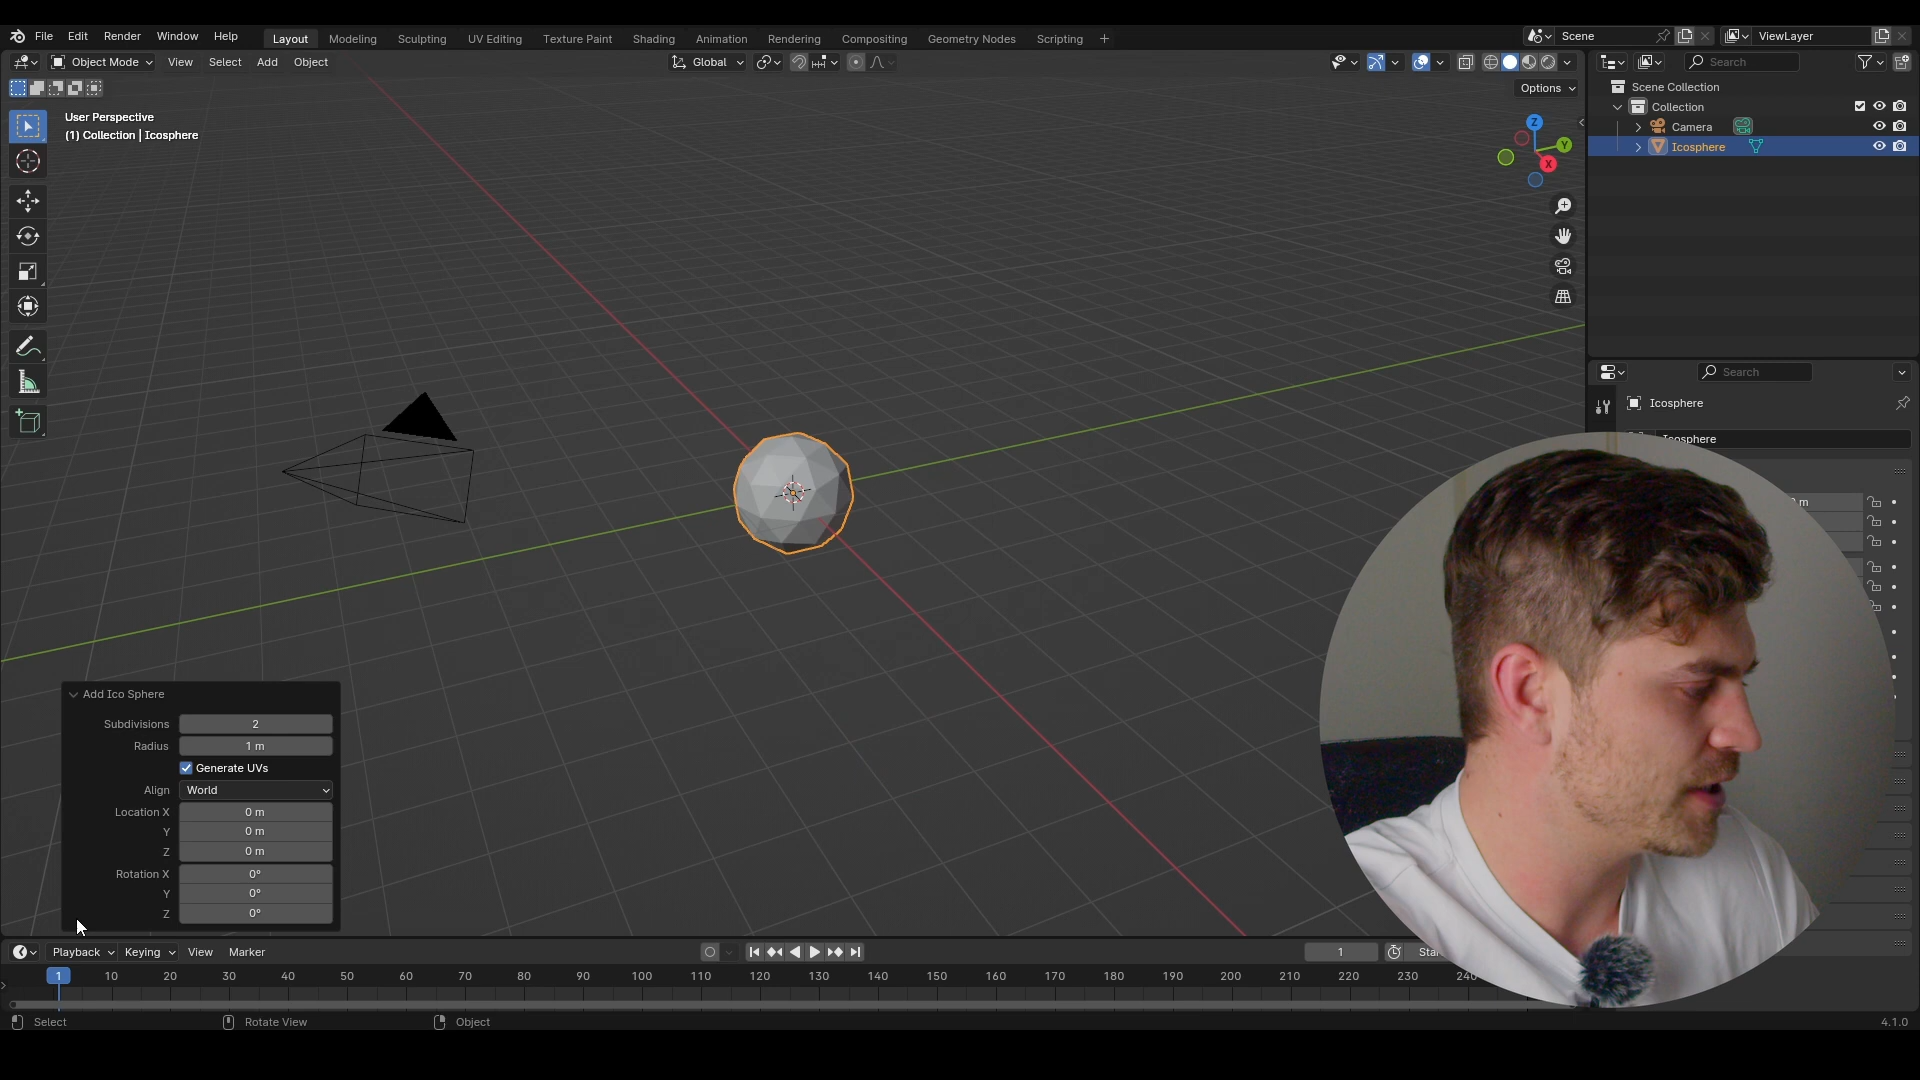 File Edit Render Window Help Layout Modeling Sculpting UV Editing Texture Paint Shading Animation Rendering Compositing Geometry Nodes Scripting + Scene ViewLayer
Object Mode View Select Add Object Global Search
Options
User Perspective
(1) Collection | Icosphere
Z
Y
X
Scene Collection
Collection
Camera
Icosphere
Search
Icosphere
Icosphere
m
Add Ico Sphere
Subdivisions 2
Radius 1 m
Generate UVs
Align World
Location X 0 m
Y 0 m
Z 0 m
Rotation X 0°
Y 0°
Z 0°
Playback Keying View Marker 1
1 10 20 30 40 50 60 70 80 90 100 110 120 130 140 150 160 170 180 190 200 210 220 230 240
Select Rotate View Object 4.1.0